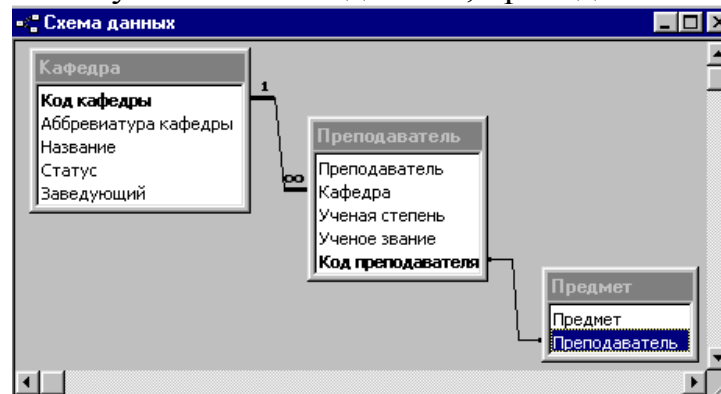 Схема данных
Кафедра
Код кафедры
Аббревиатура кафедры
Название
Статус
Заведующий
1
∞
Преподаватель
Преподаватель
Кафедра
Ученая степень
Ученое звание
Код преподавателя
Предмет
Предмет
Преподаватель